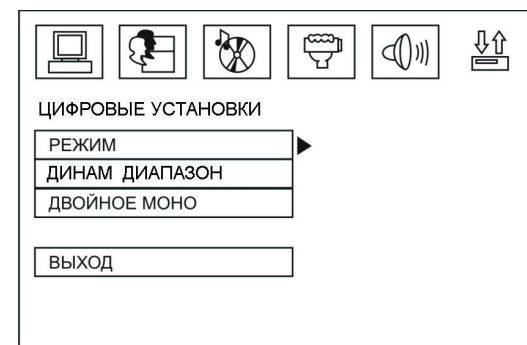 ЦИФРОВЫЕ УСТАНОВКИ
РЕЖИМ
ДИНАМ ДИАПАЗОН
ДВОЙНОЕ МОНО
ВЫХОД